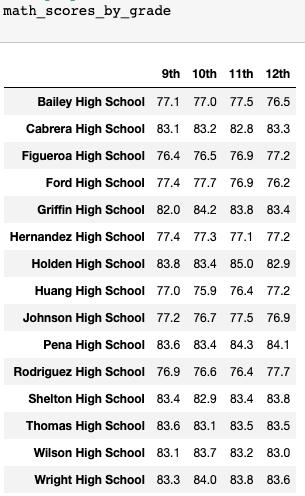 math_scores_by_grade
9th 10th 11th 12th
Bailey High School 77.1 77.0 77.5 76.5
Cabrera High School 83.1 83.2 82.8 83.3
Figueroa High School 76.4 76.5 76.9 77.2
Ford High School 77.4 77.7 76.9 76.2
Griffin High School 82.0 84.2 83.8 83.4
Hernandez High School 77.4 77.3 77.1 77.2
Holden High School 83.8 83.4 85.0 82.9
Huang High School 77.0 75.9 76.4 77.2
Johnson High School 77.2 76.7 77.5 76.9
Pena High School 83.6 83.4 84.3 84.1
Rodriguez High School 76.9 76.6 76.4 77.7
Shelton High School 83.4 82.9 83.4 83.8
Thomas High School 83.6 83.1 83.5 83.5
Wilson High School 83.1 83.7 83.2 83.0
Wright High School 83.3 84.0 83.8 83.6